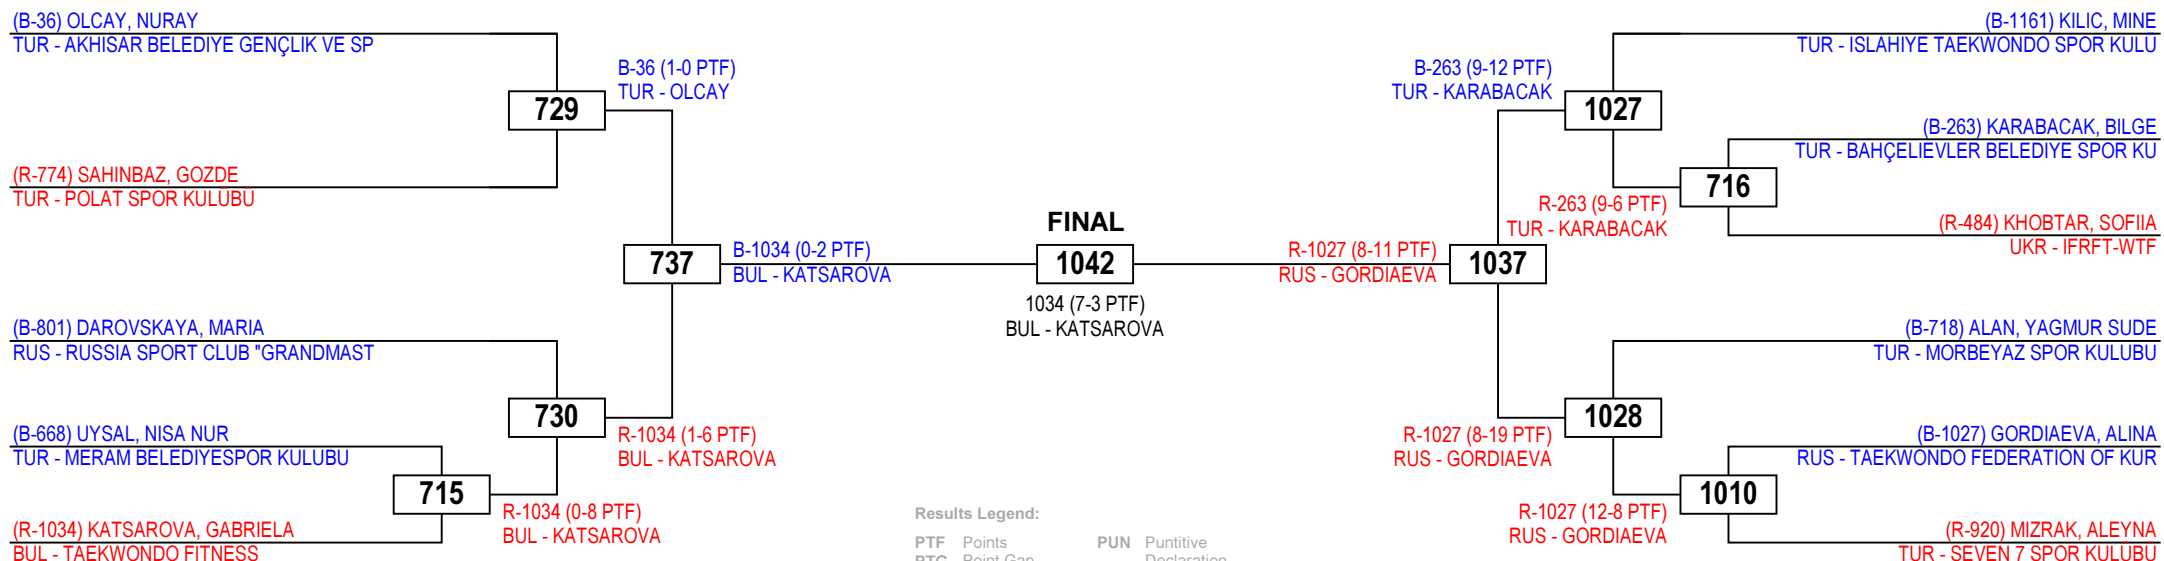 (B-36) OLCAY, NURAY
TUR - AKHISAR BELEDIYE GENÇLIK VE SP
729
B-36 (1-0 PTF)
TUR - OLCAY
(R-774) SAHINBAZ, GOZDE
TUR - POLAT SPOR KULÜBÜ
737
B-1034 (0-2 PTF)
BUL - KATSAROVA
(B-801) DAROVSKAYA, MARIA
RUS - RUSSIA SPORT CLUB "GRANDMAST
730
R-1034 (1-6 PTF)
BUL - KATSAROVA
(B-668) UYSAL, NISA NUR
TUR - MERAM BELEDIYESPOR KULUBU
715
R-1034 (0-8 PTF)
BUL - KATSAROVA
(R-1034) KATSAROVA, GABRIELA
BUL - TAEKWONDO FITNESS
FINAL
1042
1034 (7-3 PTF)
BUL - KATSAROVA
(B-1161) KILIC, MINE
TUR - ISLAHIYE TAEKWONDO SPOR KULÜ
B-263 (9-12 PTF)
TUR - KARABACAK
1027
(B-263) KARABACAK, BILGE
TUR - BAHÇELIEVLER BELEDIYE SPOR KU
716
R-263 (9-6 PTF)
TUR - KARABACAK
(R-484) KHOBTAR, SOFIIA
UKR - IFRFT-WTF
R-1027 (8-11 PTF)
RUS - GORDIAEVA
1037
(B-718) ALAN, YAGMUR SUDE
TUR - MORBEYAZ SPOR KULUBU
1028
R-1027 (8-19 PTF)
RUS - GORDIAEVA
(B-1027) GORDIAEVA, ALINA
RUS - TAEKWONDO FEDERATION OF KUR
1010
R-1027 (12-8 PTF)
RUS - GORDIAEVA
(R-920) MIZRAK, ALEYNA
TUR - SEVEN 7 SPOR KULUBU
Results Legend:
PTF Points PUN Puntitive
PTG Point Gap Declaration